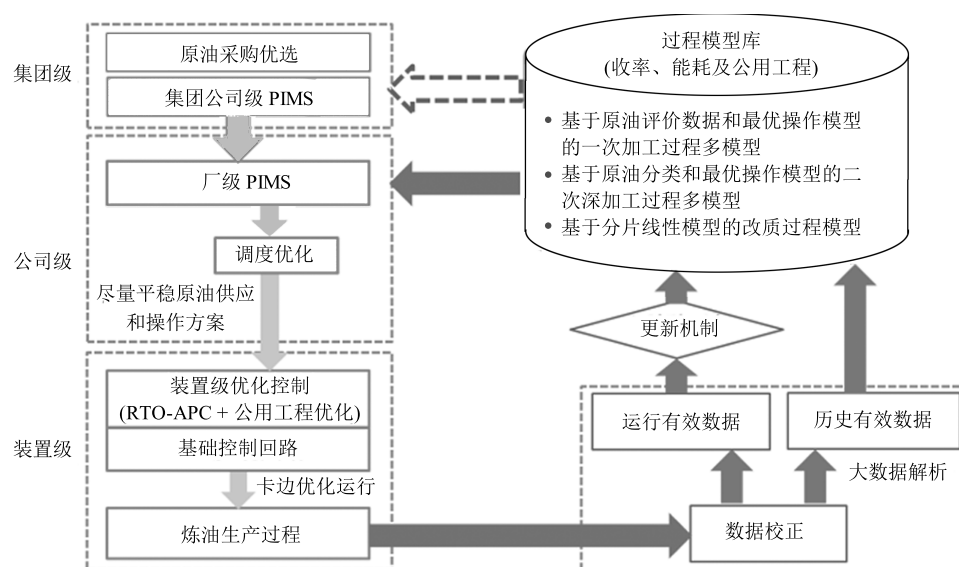 集团级
原油采购优选
集团公司级 PIMS
公司级
厂级 PIMS
调度优化
尽量平稳原油供应
和操作方案
装置级
装置级优化控制
(RTO-APC + 公用工程优化)
基础控制回路
卡边优化运行
炼油生产过程
过程模型库
(收率、能耗及公用工程)
• 基于原油评价数据和最优操作模型
的一次加工过程多模型
• 基于原油分类和最优操作模型的二
次深加工过程多模型
• 基于分片线性模型的改质过程模型
更新机制
运行有效数据
历史有效数据
大数据解析
数据校正